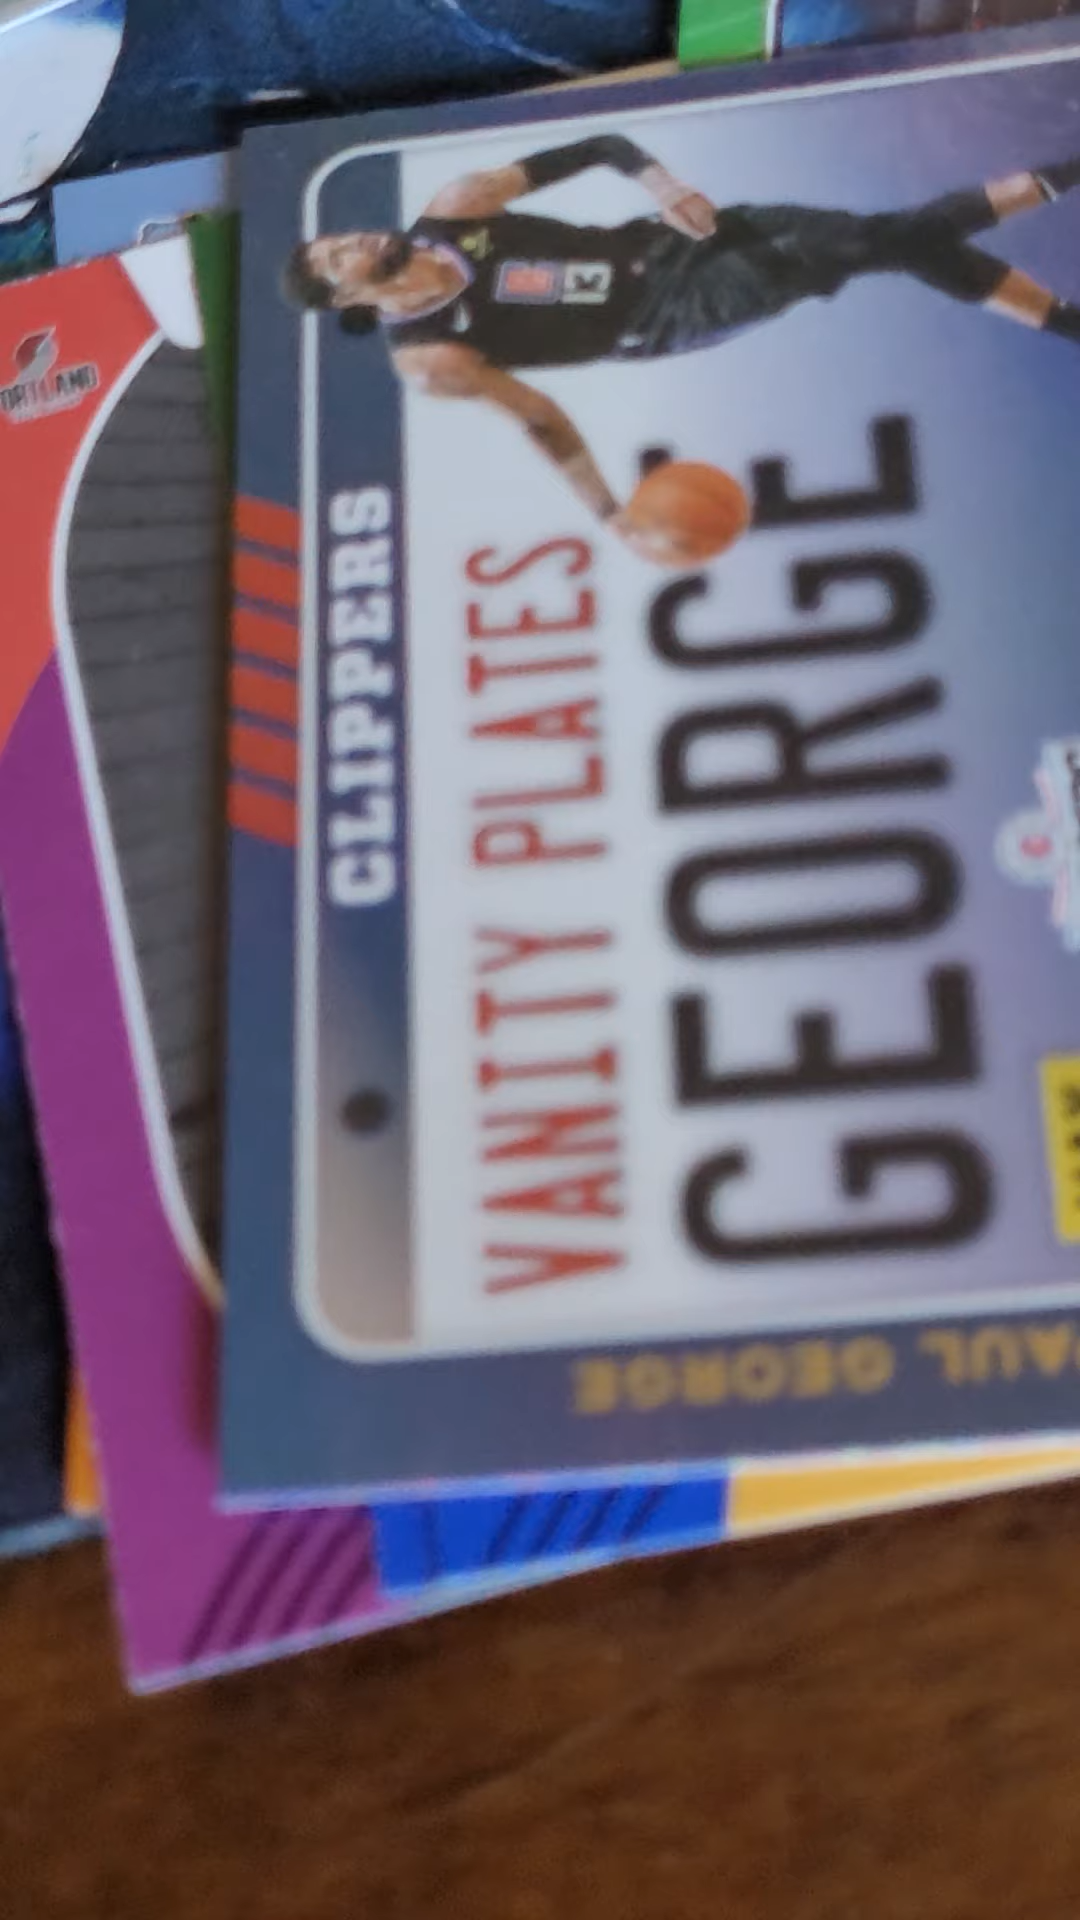 CLIPPERS
VANITY PLATES
GEORGE
PAUL GEORGE
13